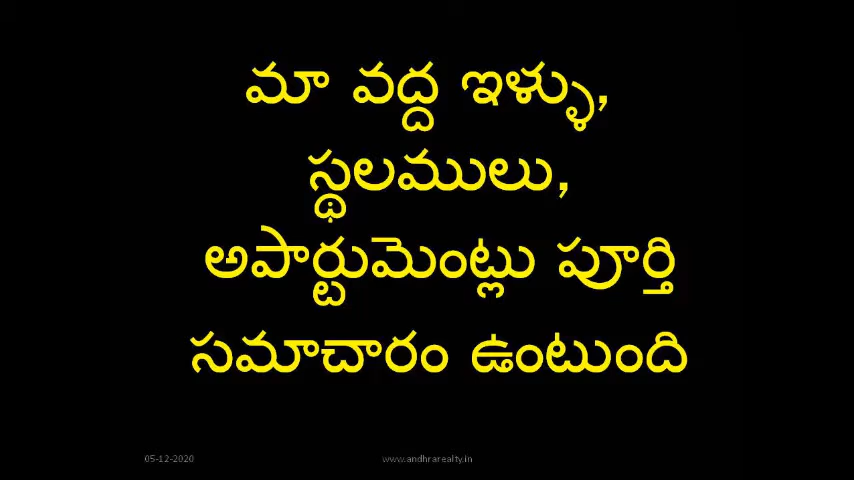 మా వద్ద ఇళ్ళు,
స్థలములు,
అపార్టుమెంట్లు పూర్తి
సమాచారం ఉంటుంది
05-12-2020 www.andhrarealty.in